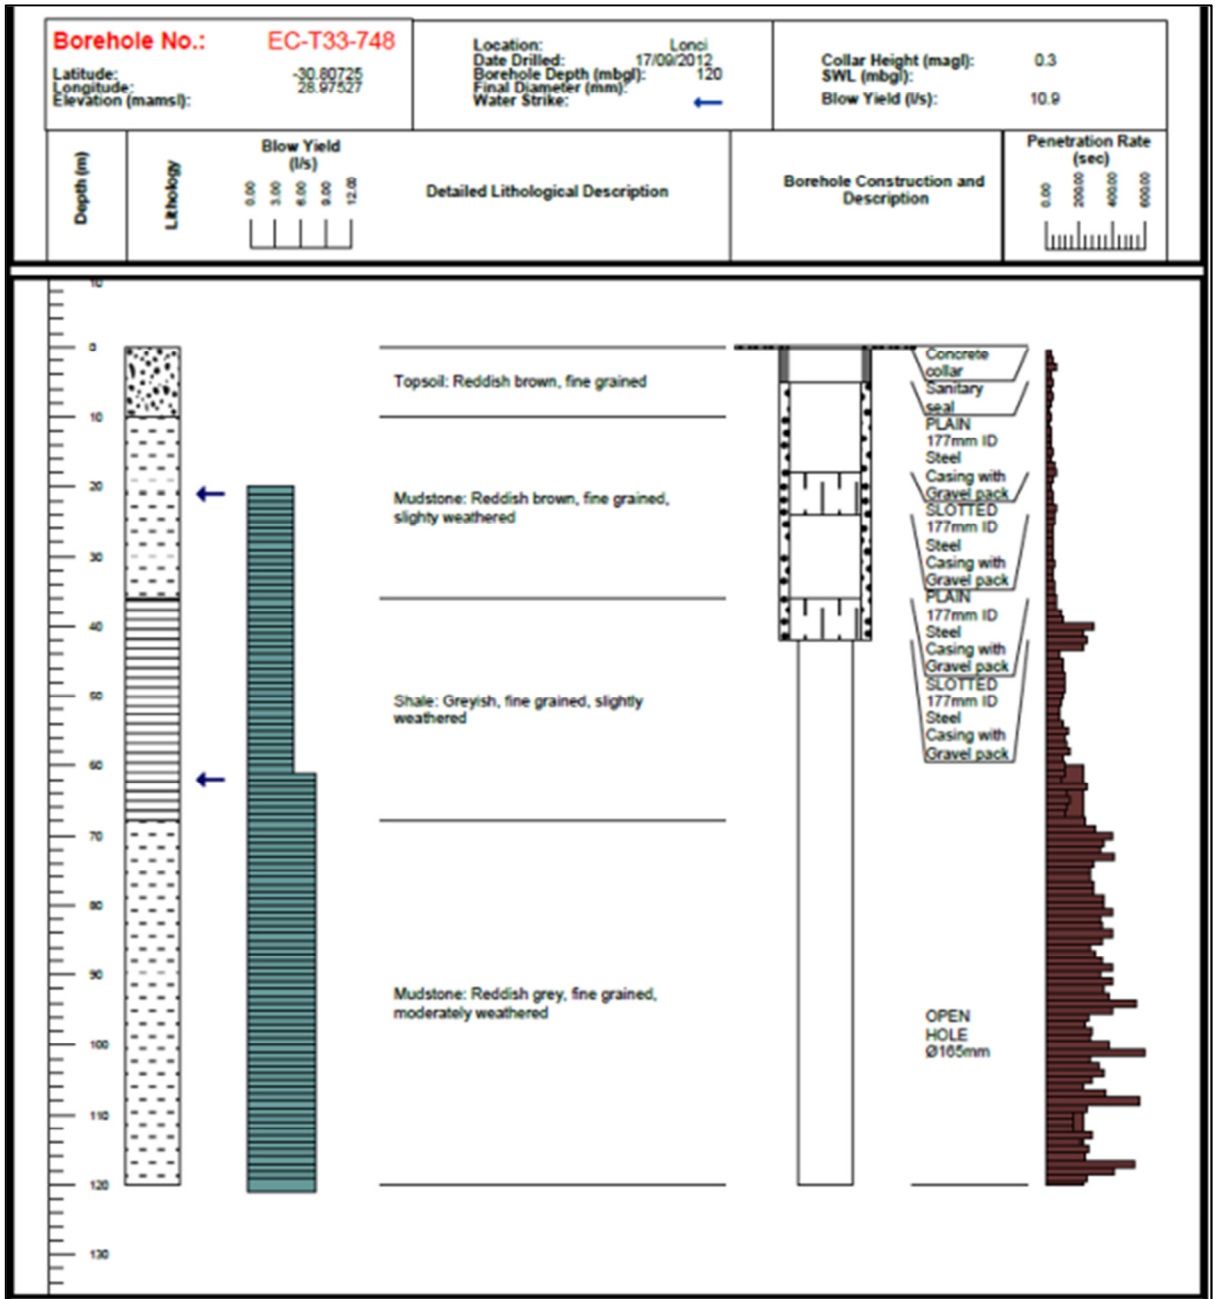 Borehole No.: EC-T33-748
Latitude: -30.80725
Longitude: 28.97527
Elevation (mamsl):
Location: Lonci
Date Drilled: 17/09/2012
Borehole Depth (mbgl): 120
Final Diameter (mm):
Water Strike:
Collar Height (magl): 0.3
SWL (mbgl):
Blow Yield (l/s): 10.9
Depth (m)
Lithology
Blow Yield
(l/s)
0.00 3.00 6.00 9.00 12.00
Detailed Lithological Description
Borehole Construction and
Description
Penetration Rate
(sec)
0.00 200.00 400.00 600.00
10
0
10
20
30
40
50
60
70
80
90
100
110
120
130
Topsoil: Reddish brown, fine grained
Mudstone: Reddish brown, fine grained,
slighty weathered
Shale: Greyish, fine grained, slightly
weathered
Mudstone: Reddish grey, fine grained,
moderately weathered
Concrete
collar
Sanitary
seal
PLAIN
177mm ID
Steel
Casing with
Gravel pack
SLOTTED
177mm ID
Steel
Casing with
Gravel pack
PLAIN
177mm ID
Steel
Casing with
Gravel pack
SLOTTED
177mm ID
Steel
Casing with
Gravel pack
OPEN
HOLE
Ø165mm